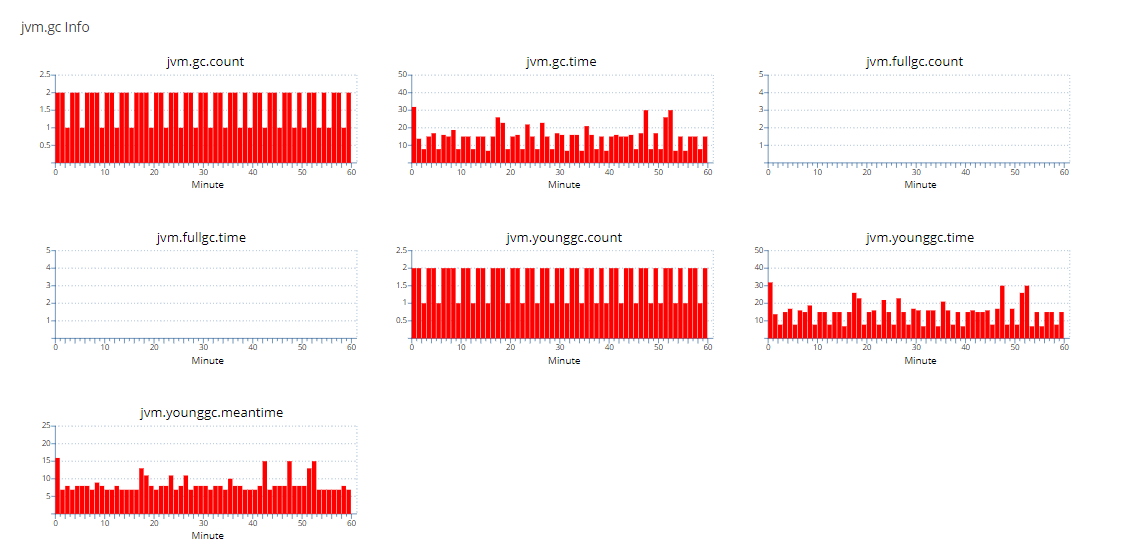 jvm.gc Info
jvm.gc.count
2.5
2
1.5
1
0.5
0 10 20 30 40 50 60
Minute
jvm.gc.time
50
40
30
20
10
0 10 20 30 40 50 60
Minute
jvm.fullgc.count
5
4
3
2
1
0 10 20 30 40 50 60
Minute
jvm.fullgc.time
5
4
3
2
1
0 10 20 30 40 50 60
Minute
jvm.younggc.count
2.5
2
1.5
1
0.5
0 10 20 30 40 50 60
Minute
jvm.younggc.time
50
40
30
20
10
0 10 20 30 40 50 60
Minute
jvm.younggc.meantime
25
20
15
10
5
0 10 20 30 40 50 60
Minute